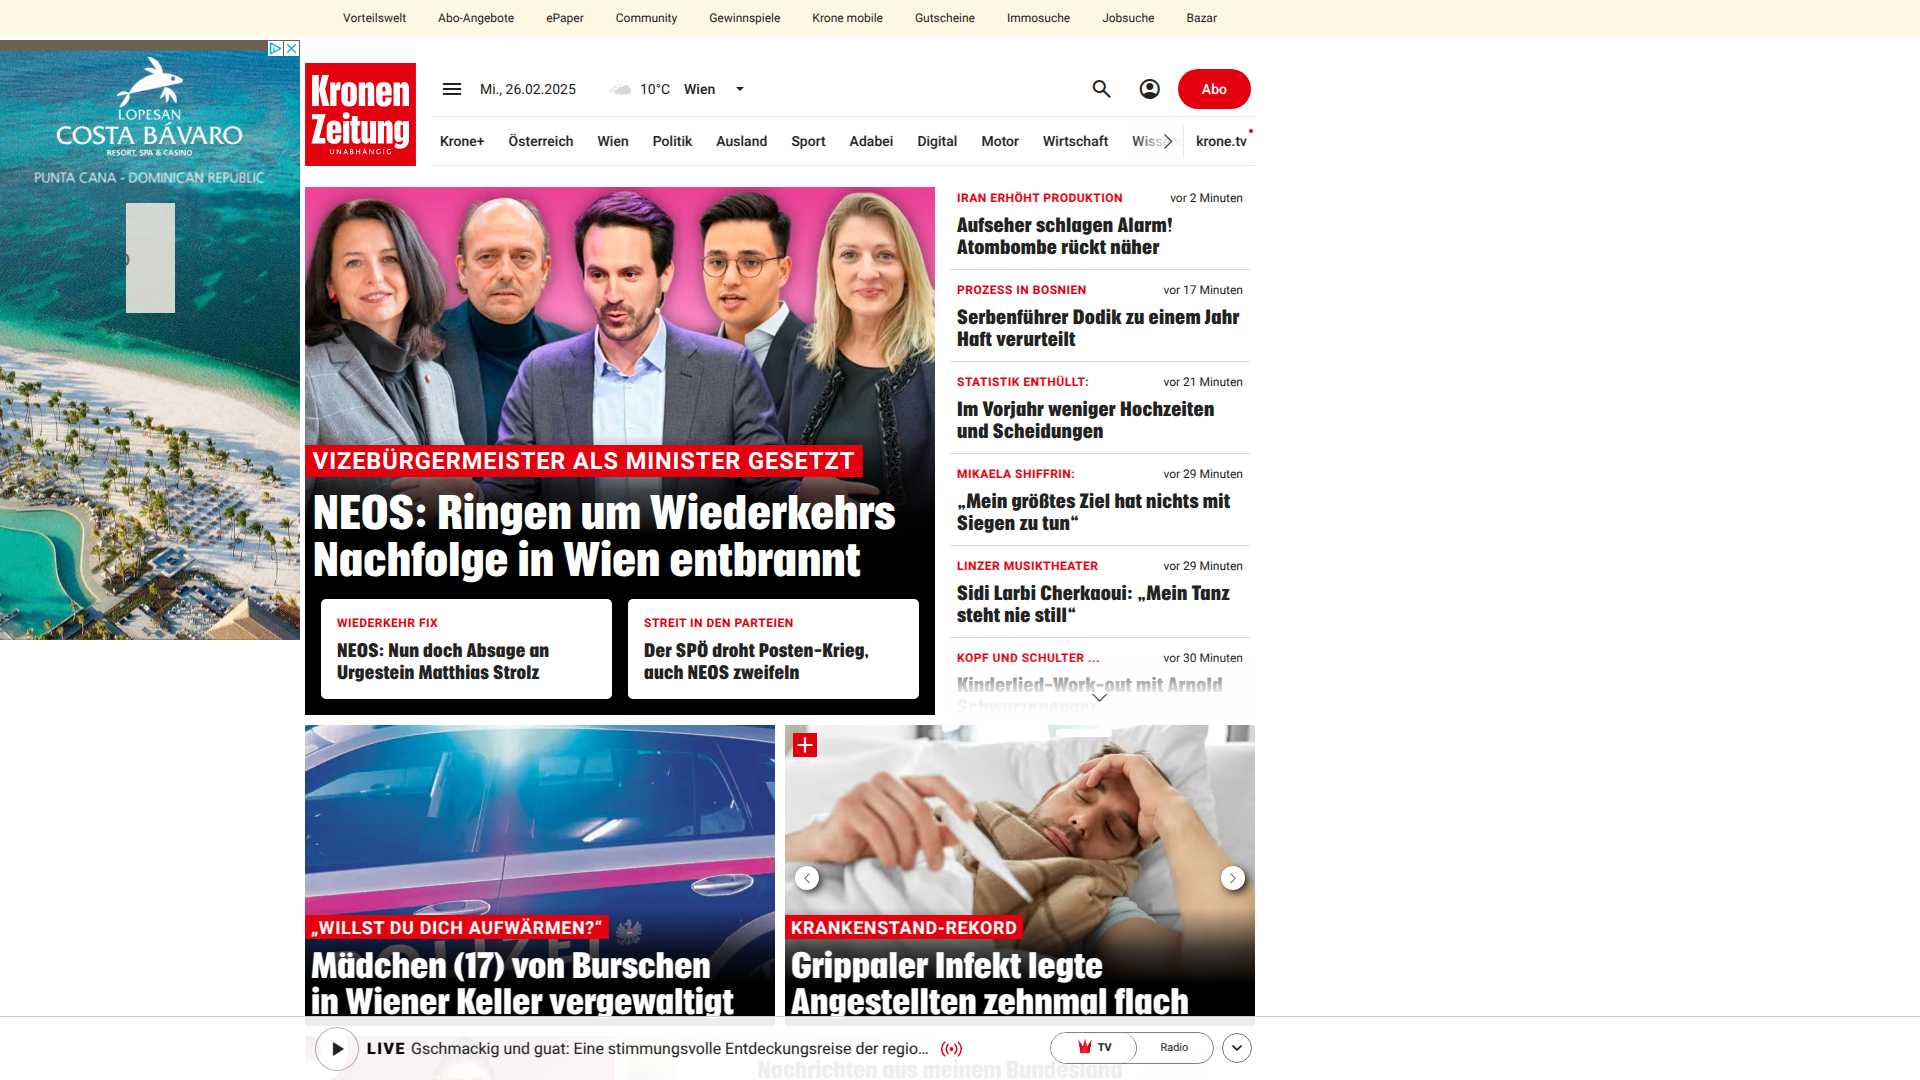 Vorteilswelt Abo-Angebote ePaper Community Gewinnspiele Krone mobile Gutscheine Immosuche Jobsuche Bazar
LOPESAN
COSTA BÁVARO
RESORT, SPA & CASINO
PUNTA CANA - DOMINICAN REPUBLIC
Kronen
Zeitung
UNABHÄNGIG
Mi., 26.02.2025 10°C Wien
Abo
Krone+ Österreich Wien Politik Ausland Sport Adabei Digital Motor Wirtschaft krone.tv
VIZEBÜRGERMEISTER ALS MINISTER GESETZT
NEOS: Ringen um Wiederkehrs
Nachfolge in Wien entbrannt
WIEDERKEHR FIX
NEOS: Nun doch Absage an
Urgestein Matthias Strolz
STREIT IN DEN PARTEIEN
Der SPÖ droht Posten-Krieg,
auch NEOS zweifeln
IRAN ERHÖHT PRODUKTION vor 2 Minuten
Aufseher schlagen Alarm!
Atombombe rückt näher
PROZESS IN BOSNIEN vor 17 Minuten
Serbenführer Dodik zu einem Jahr
Haft verurteilt
STATISTIK ENTHÜLLT: vor 21 Minuten
Im Vorjahr weniger Hochzeiten
und Scheidungen
MIKAELA SHIFFRIN: vor 29 Minuten
„Mein größtes Ziel hat nichts mit
Siegen zu tun“
LINZER MUSIKTHEATER vor 29 Minuten
Sidi Larbi Cherkaoui: „Mein Tanz
steht nie still“
KOPF UND SCHULTER ... vor 30 Minuten
Kinderlied-Work-out mit Arnold
Schwarzenegger
„WILLST DU DICH AUFWÄRMEN?“
Mädchen (17) von Burschen
in Wiener Keller vergewaltigt
KRANKENSTAND-REKORD
Grippaler Infekt legte
Angestellten zehnmal flach
LIVE Gschmackig und guat: Eine stimmungsvolle Entdeckungsreise der regio...
TV Radio
Nachrichten aus meinem Bundesland